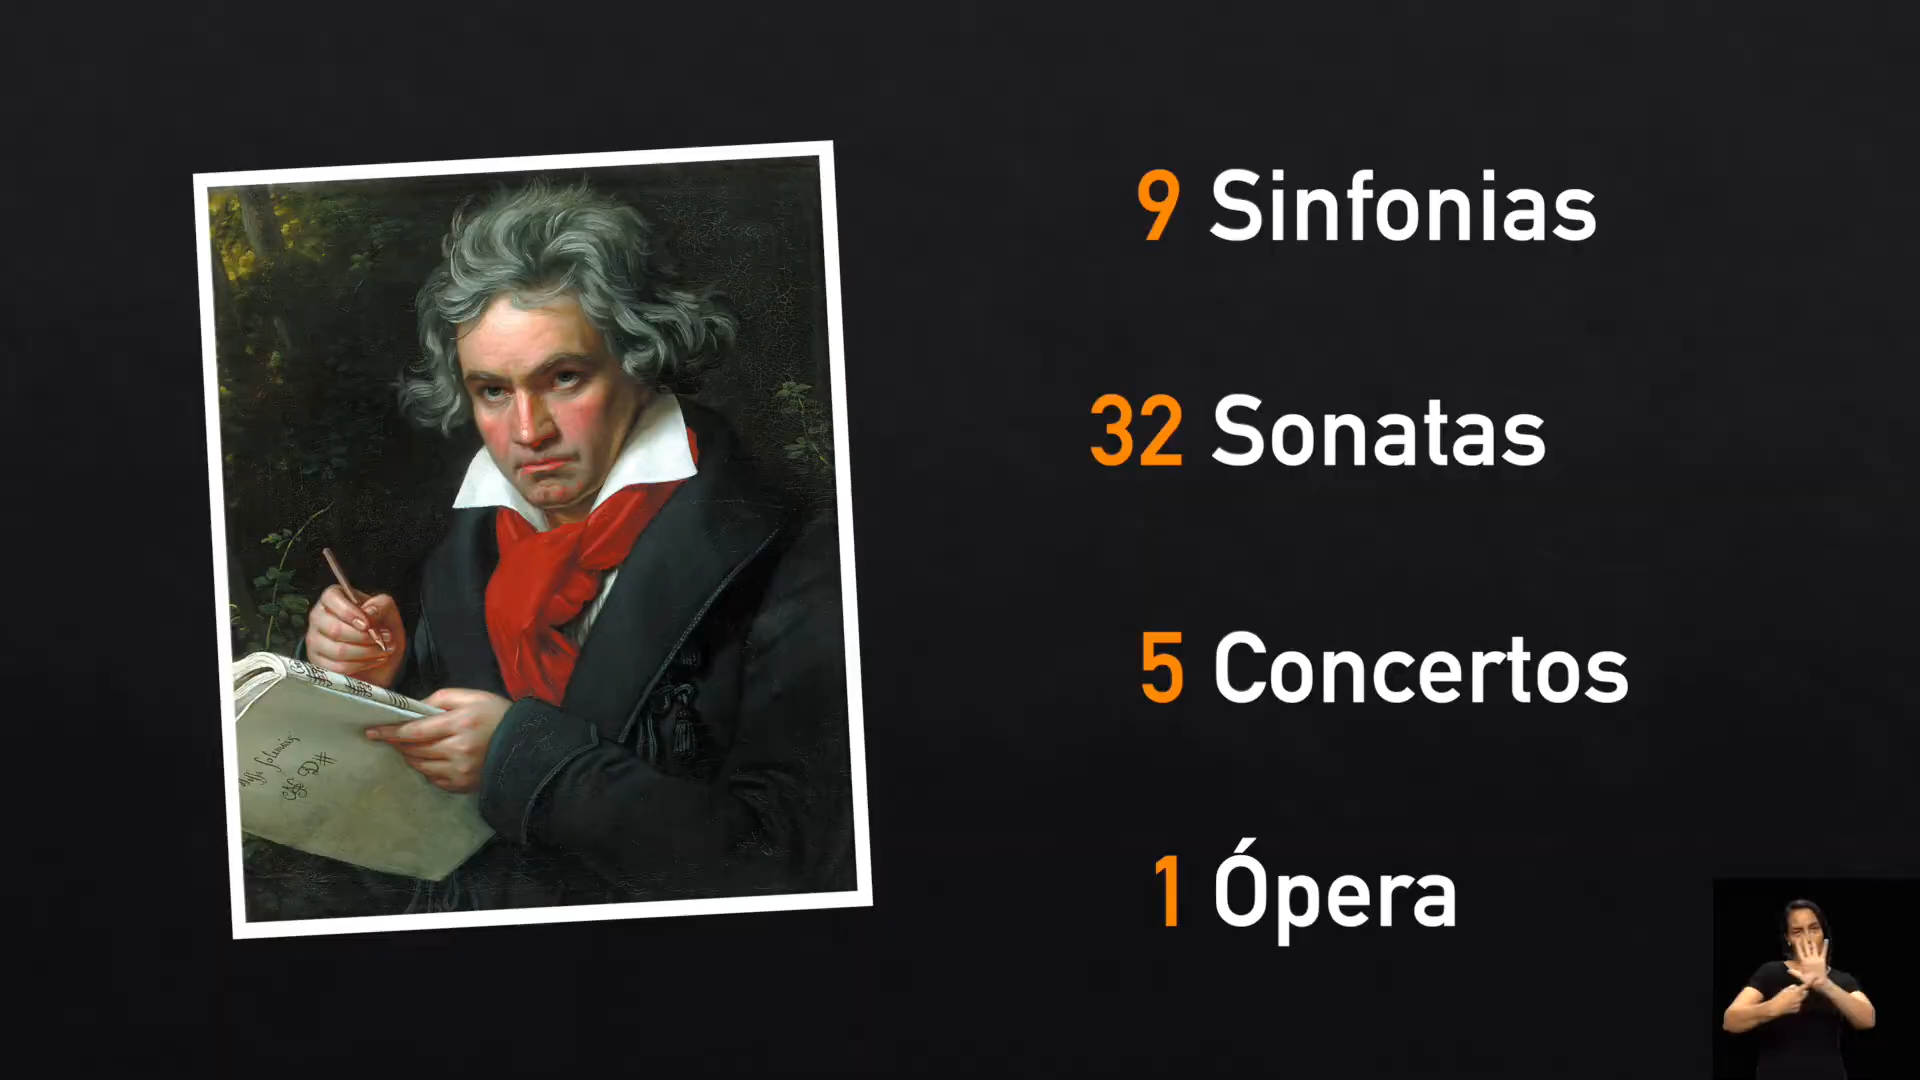 9 Sinfonias
32 Sonatas
5 Concertos
1 Ópera